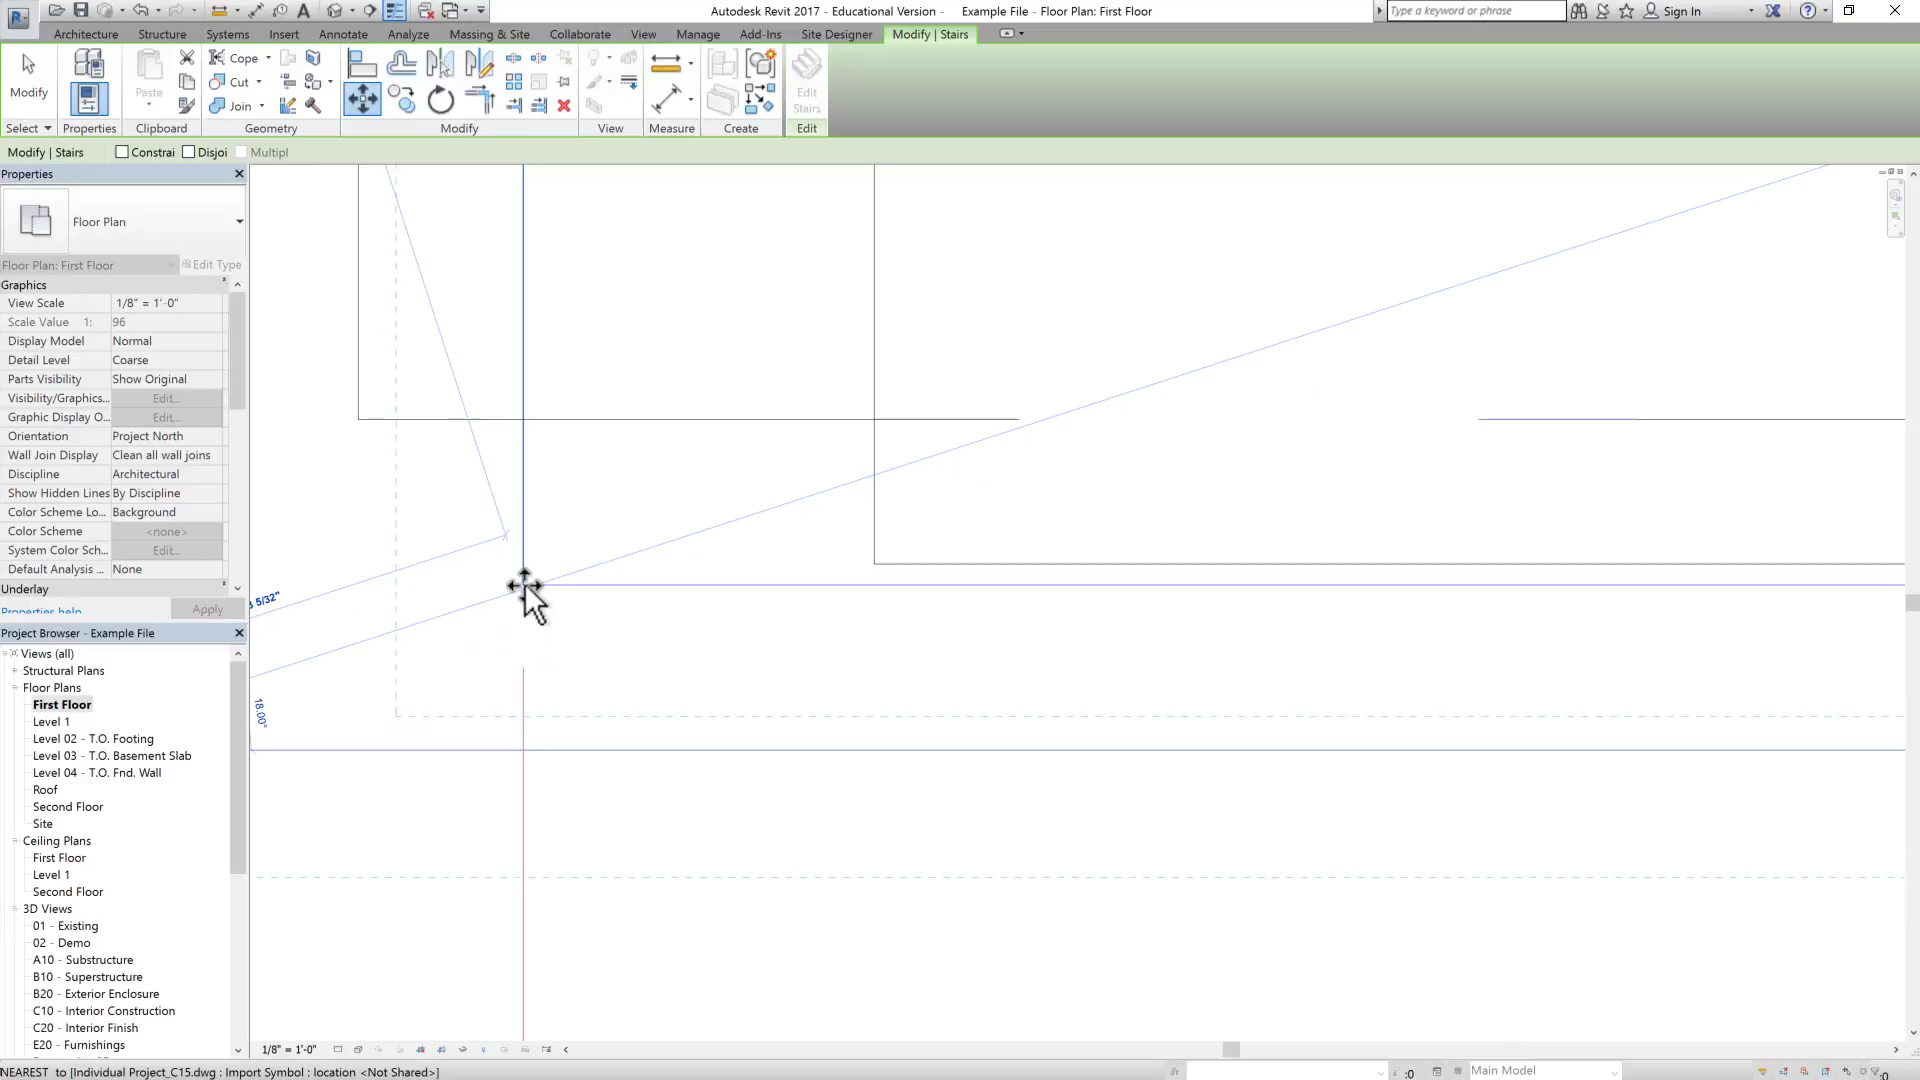 Autodesk Revit 2017 - Educational Version - Example File - Floor Plan: First Floor
Type a keyword or phrase
Sign In
Architecture Structure Systems Insert Annotate Analyze Massing & Site Collaborate View Manage Add-Ins Site Designer Modify | Stairs
Modify
Paste
Cope
Cut
Join
Edit
Stairs
Select Properties Clipboard Geometry Modify View Measure Create Edit
Modify | Stairs Constrai Disjoi Multipl
Properties
Floor Plan
Floor Plan: First Floor Edit Type
Graphics
View Scale 1/8" = 1'-0"
Scale Value 1: 96
Display Model Normal
Detail Level Coarse
Parts Visibility Show Original
Visibility/Graphics... Edit...
Graphic Display O... Edit...
Orientation Project North
Wall Join Display Clean all wall joins
Discipline Architectural
Show Hidden Lines By Discipline
Color Scheme Lo... Background
Color Scheme <none>
System Color Sch... Edit...
Default Analysis ... None
Underlay
Properties help Apply
5/32"
18.00°
Project Browser - Example File
Views (all)
Structural Plans
Floor Plans
First Floor
Level 1
Level 02 - T.O. Footing
Level 03 - T.O. Basement Slab
Level 04 - T.O. Fnd. Wall
Roof
Second Floor
Site
Ceiling Plans
First Floor
Level 1
Second Floor
3D Views
01 - Existing
02 - Demo
A10 - Substructure
B10 - Superstructure
B20 - Exterior Enclosure
C10 - Interior Construction
C20 - Interior Finish
E20 - Furnishings
1/8" = 1'-0"
NEAREST to [Individual Project_C15.dwg : Import Symbol : location <Not Shared>]
:0
Main Model
:0